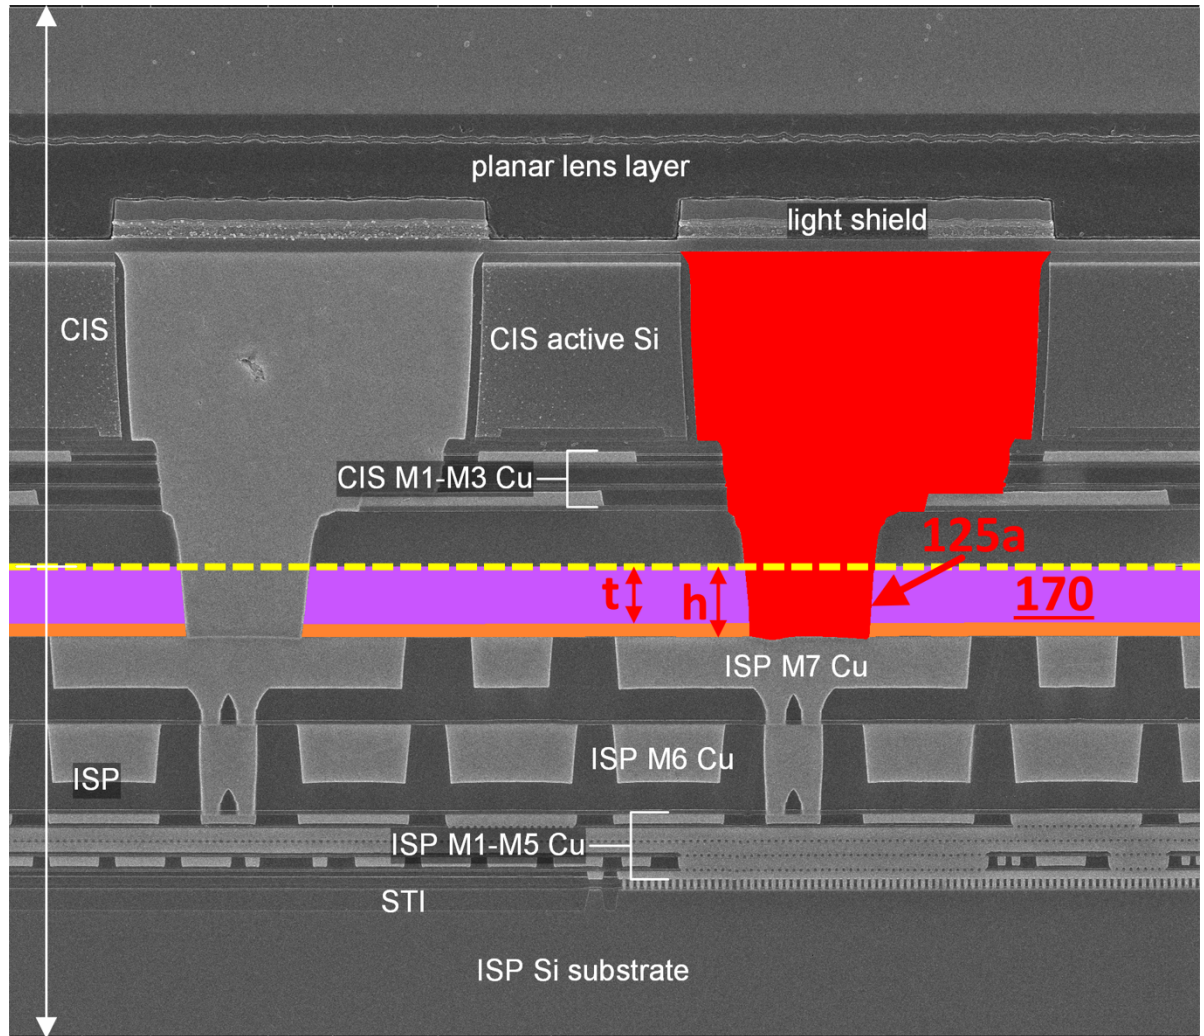 planar lens layer
light shield
CIS
CIS active Si
CIS M1-M3 Cu
125a
t
h
170
ISP M7 Cu
ISP
ISP M6 Cu
ISP M1-M5 Cu
STI
ISP Si substrate